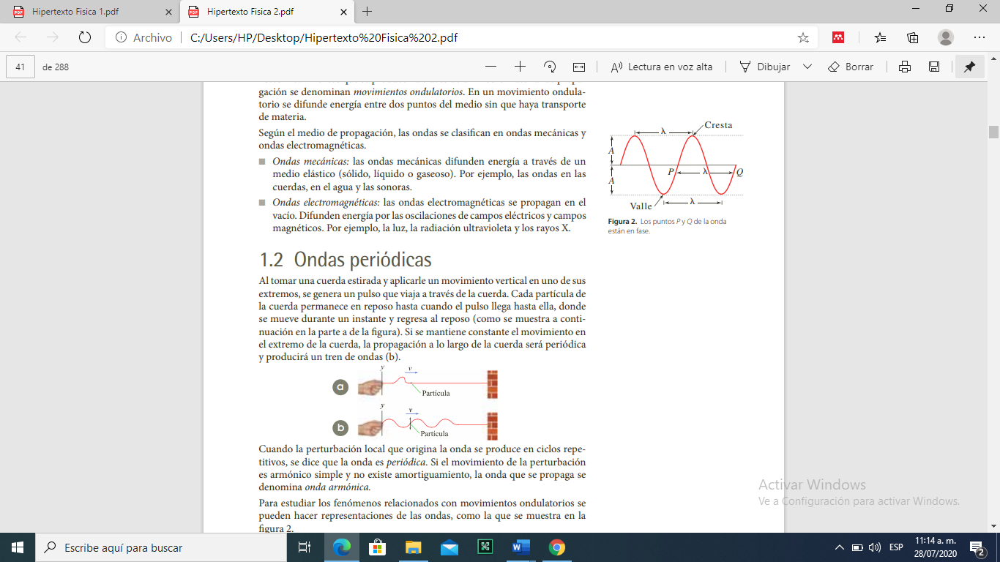 Hipertexto Fisica 1.pdf
Hipertexto Fisica 2.pdf
Archivo
C:/Users/HP/Desktop/Hipertexto%20Fisica%202.pdf
41
de 288
Lectura en voz alta
Dibujar
Borrar
gación se denominan movimientos ondulatorios. En un movimiento ondula-
torio se difunde energía entre dos puntos del medio sin que haya transporte
de materia.
Según el medio de propagación, las ondas se clasifican en ondas mecánicas y
ondas electromagnéticas.
■ Ondas mecánicas: las ondas mecánicas difunden energía a través de un
medio elástico (sólido, líquido o gaseoso). Por ejemplo, las ondas en las
cuerdas, en el agua y las sonoras.
■ Ondas electromagnéticas: las ondas electromagnéticas se propagan en el
vacío. Difunden energía por las oscilaciones de campos eléctricos y campos
magnéticos. Por ejemplo, la luz, la radiación ultravioleta y los rayos X.
λ
Cresta
A
P
λ
Q
A
Valle
λ
Figura 2. Los puntos P y Q de la onda
están en fase.
1.2 Ondas periódicas
Al tomar una cuerda estirada y aplicarle un movimiento vertical en uno de sus
extremos, se genera un pulso que viaja a través de la cuerda. Cada partícula de
la cuerda permanece en reposo hasta cuando el pulso llega hasta ella, donde
se mueve durante un instante y regresa al reposo (como se muestra a conti-
nuación en la parte a de la figura). Si se mantiene constante el movimiento en
el extremo de la cuerda, la propagación a lo largo de la cuerda será periódica
y producirá un tren de ondas (b).
y
v
a
Partícula
y
v
b
Partícula
Cuando la perturbación local que origina la onda se produce en ciclos repe-
titivos, se dice que la onda es periódica. Si el movimiento de la perturbación
es armónico simple y no existe amortiguamiento, la onda que se propaga se
denomina onda armónica.
Para estudiar los fenómenos relacionados con movimientos ondulatorios se
pueden hacer representaciones de las ondas, como la que se muestra en la
figura 2.
Activar Windows
Ve a Configuración para activar Windows.
Escribe aquí para buscar
ESP
11:14 a. m.
28/07/2020
2